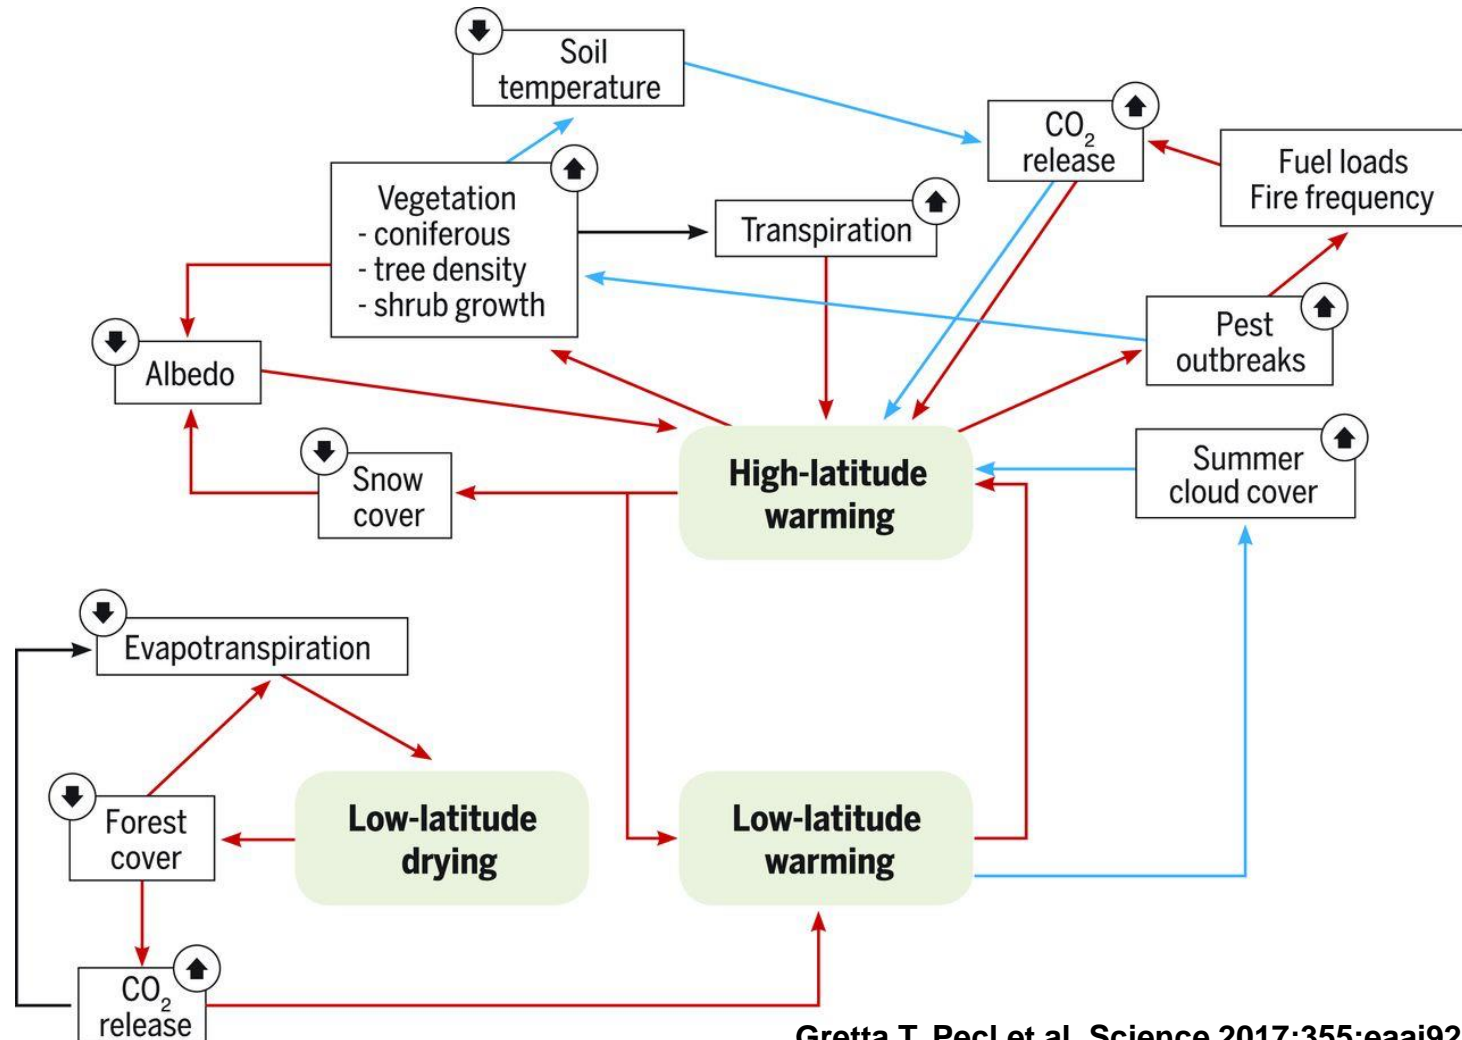 Soil
temperature
CO₂
release
Fuel loads
Fire frequency
Vegetation
- coniferous
- tree density
- shrub growth
Transpiration
Pest
outbreaks
Albedo
Summer
cloud cover
High-latitude
warming
Snow
cover
Evapotranspiration
Low-latitude
drying
Low-latitude
warming
Forest
cover
CO₂
release
Gretta T. Pecl et al. Science 2017;355:eaai92